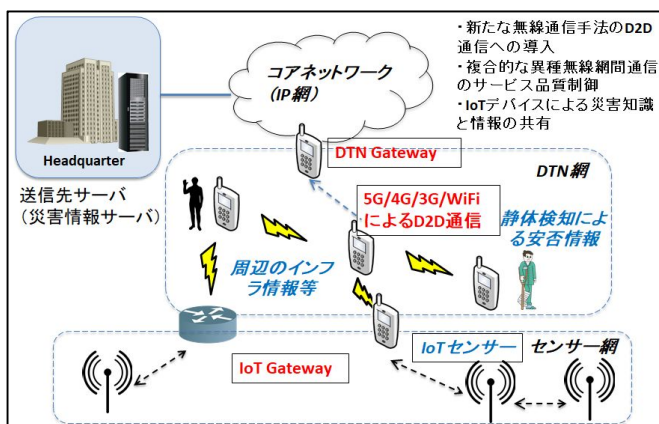 ・新たな無線通信手法のD2D
通信への導入
・複合的な異種無線網間通信
のサービス品質制御
・IoTデバイスによる災害知識
と情報の共有
コアネットワーク
（IP網）
Headquarter
送信先サーバ
（災害情報サーバ）
DTN Gateway
DTN網
5G/4G/3G/WiFi
によるD2D通信
静体検知によ
る安否情報
周辺のインフ
ラ情報等
IoT Gateway
IoTセンサー
センサー網